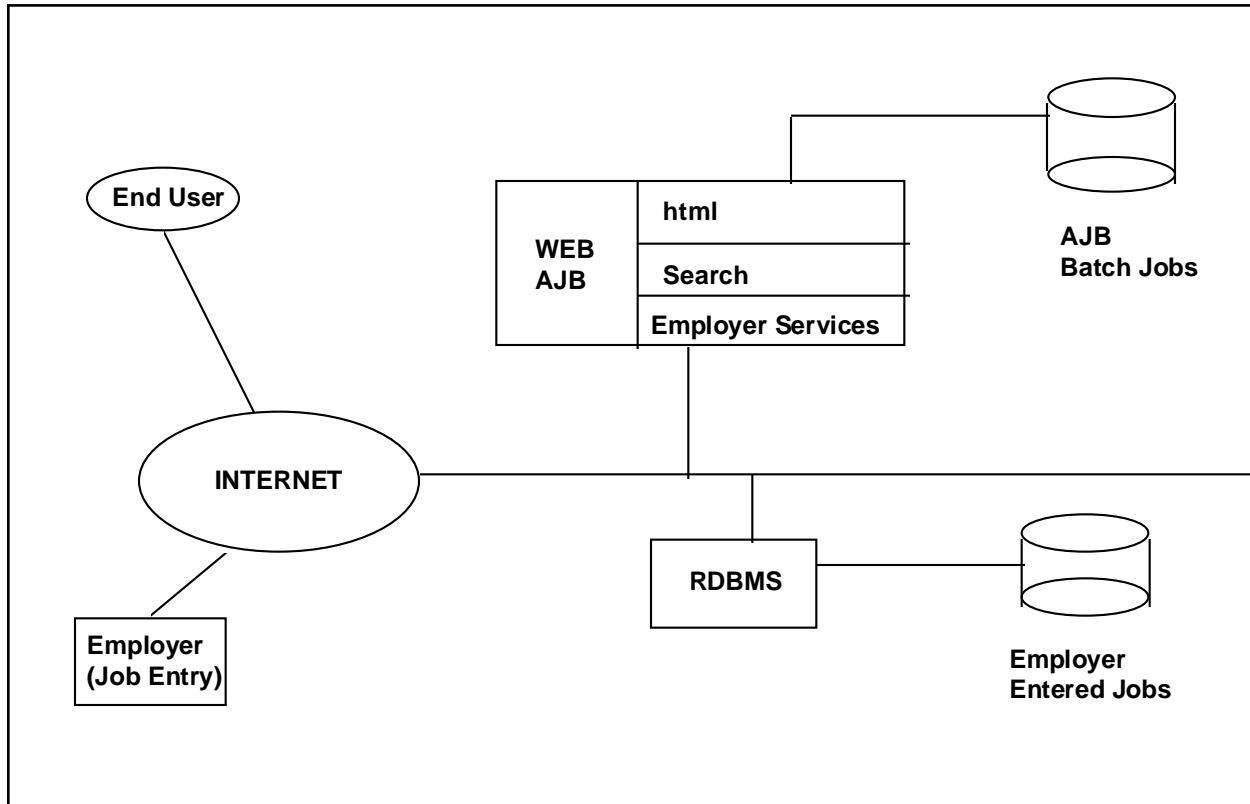 End User
WEB
AJB
html
Search
Employer Services
AJB
Batch Jobs
INTERNET
RDBMS
Employer
(Job Entry)
Employer
Entered Jobs